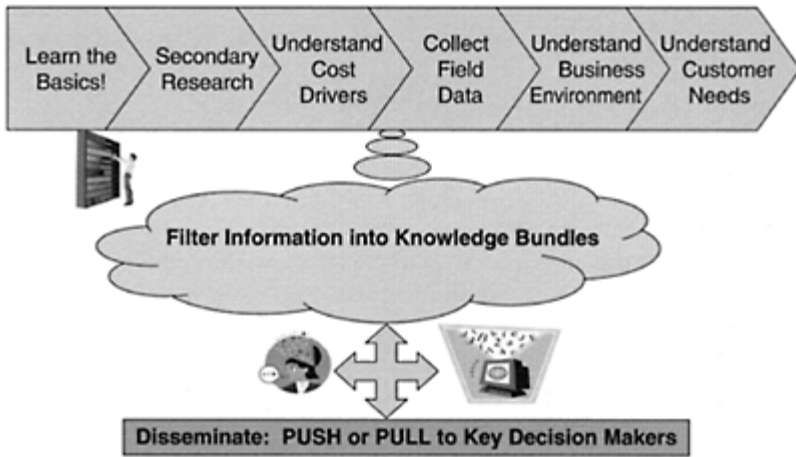 Learn the
Basics!
Secondary
Research
Understand
Cost
Drivers
Collect
Field
Data
Understand
Business
Environment
Understand
Customer
Needs
Filter Information into Knowledge Bundles
Disseminate: PUSH or PULL to Key Decision Makers